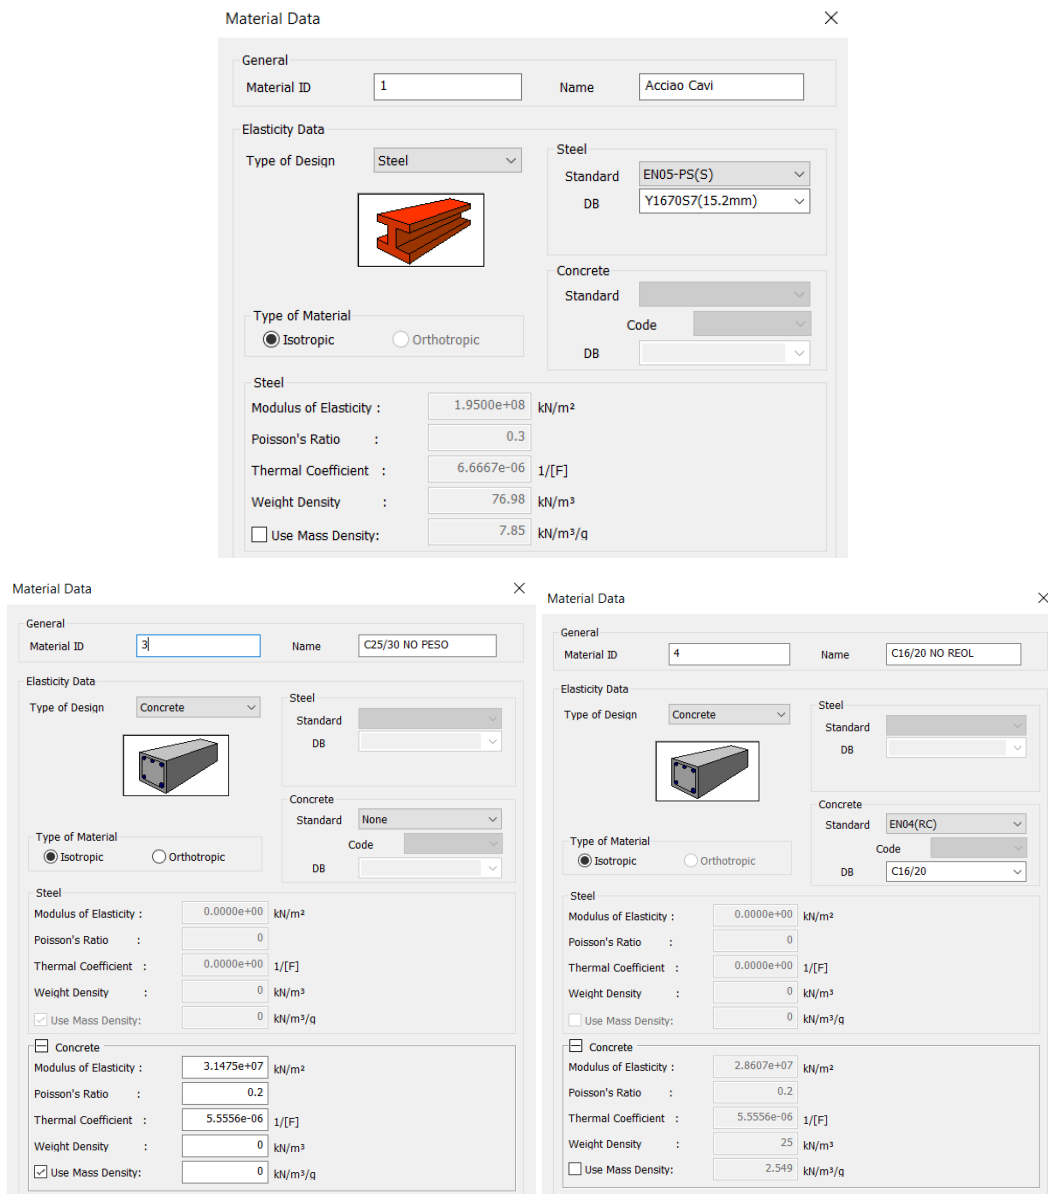 Material Data
General
Material ID 1 Name Acciao Cavi
Elasticity Data
Type of Design Steel
Steel
Standard EN05-PS(S)
DB Y1670S7(15.2mm)
Concrete
Standard
Code
DB
Type of Material
Isotropic Orthotropic
Steel
Modulus of Elasticity : 1.9500e+08 kN/m²
Poisson's Ratio : 0.3
Thermal Coefficient : 6.6667e-06 1/[F]
Weight Density : 76.98 kN/m³
Use Mass Density: 7.85 kN/m³/g
Material Data
General
Material ID 3 Name C25/30 NO PESO
Elasticity Data
Type of Design Concrete
Steel
Standard
DB
Concrete
Standard None
Code
DB
Type of Material
Isotropic Orthotropic
Steel
Modulus of Elasticity : 0.0000e+00 kN/m²
Poisson's Ratio : 0
Thermal Coefficient : 0.0000e+00 1/[F]
Weight Density : 0 kN/m³
Use Mass Density: 0 kN/m³/g
Concrete
Modulus of Elasticity : 3.1475e+07 kN/m²
Poisson's Ratio : 0.2
Thermal Coefficient : 5.5556e-06 1/[F]
Weight Density : 0 kN/m³
Use Mass Density: 0 kN/m³/g
Material Data
General
Material ID 4 Name C16/20 NO REOL
Elasticity Data
Type of Design Concrete
Steel
Standard
DB
Concrete
Standard EN04(RC)
Code
DB C16/20
Type of Material
Isotropic Orthotropic
Steel
Modulus of Elasticity : 0.0000e+00 kN/m²
Poisson's Ratio : 0
Thermal Coefficient : 0.0000e+00 1/[F]
Weight Density : 0 kN/m³
Use Mass Density: 0 kN/m³/g
Concrete
Modulus of Elasticity : 2.8607e+07 kN/m²
Poisson's Ratio : 0.2
Thermal Coefficient : 5.5556e-06 1/[F]
Weight Density : 25 kN/m³
Use Mass Density: 2.549 kN/m³/g